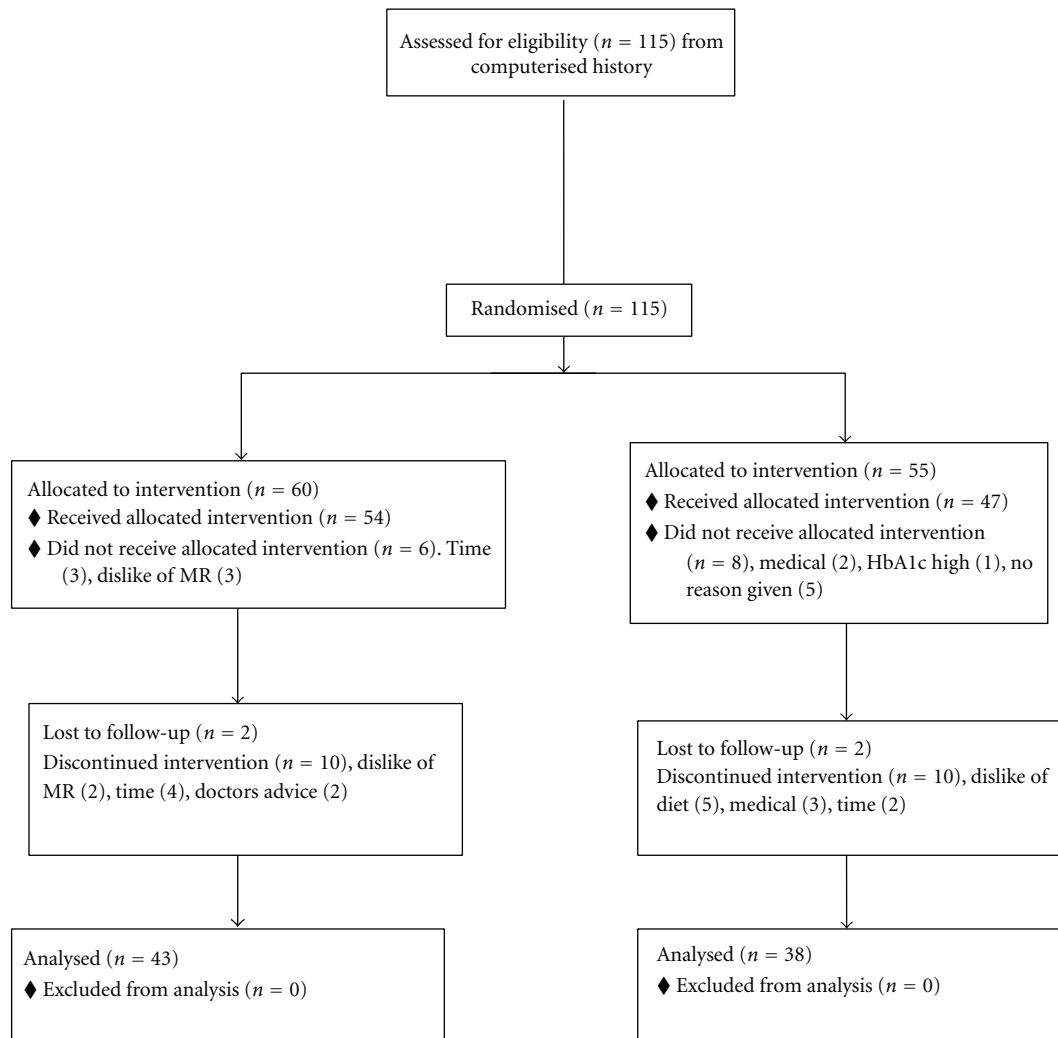 Assessed for eligibility (n = 115) from
computerised history
Randomised (n = 115)
Allocated to intervention (n = 60)
♦ Received allocated intervention (n = 54)
♦ Did not receive allocated intervention (n = 6). Time
(3), dislike of MR (3)
Allocated to intervention (n = 55)
♦ Received allocated intervention (n = 47)
♦ Did not receive allocated intervention
(n = 8), medical (2), HbA1c high (1), no
reason given (5)
Lost to follow-up (n = 2)
Discontinued intervention (n = 10), dislike of
MR (2), time (4), doctors advice (2)
Lost to follow-up (n = 2)
Discontinued intervention (n = 10), dislike of
diet (5), medical (3), time (2)
Analysed (n = 43)
♦ Excluded from analysis (n = 0)
Analysed (n = 38)
♦ Excluded from analysis (n = 0)